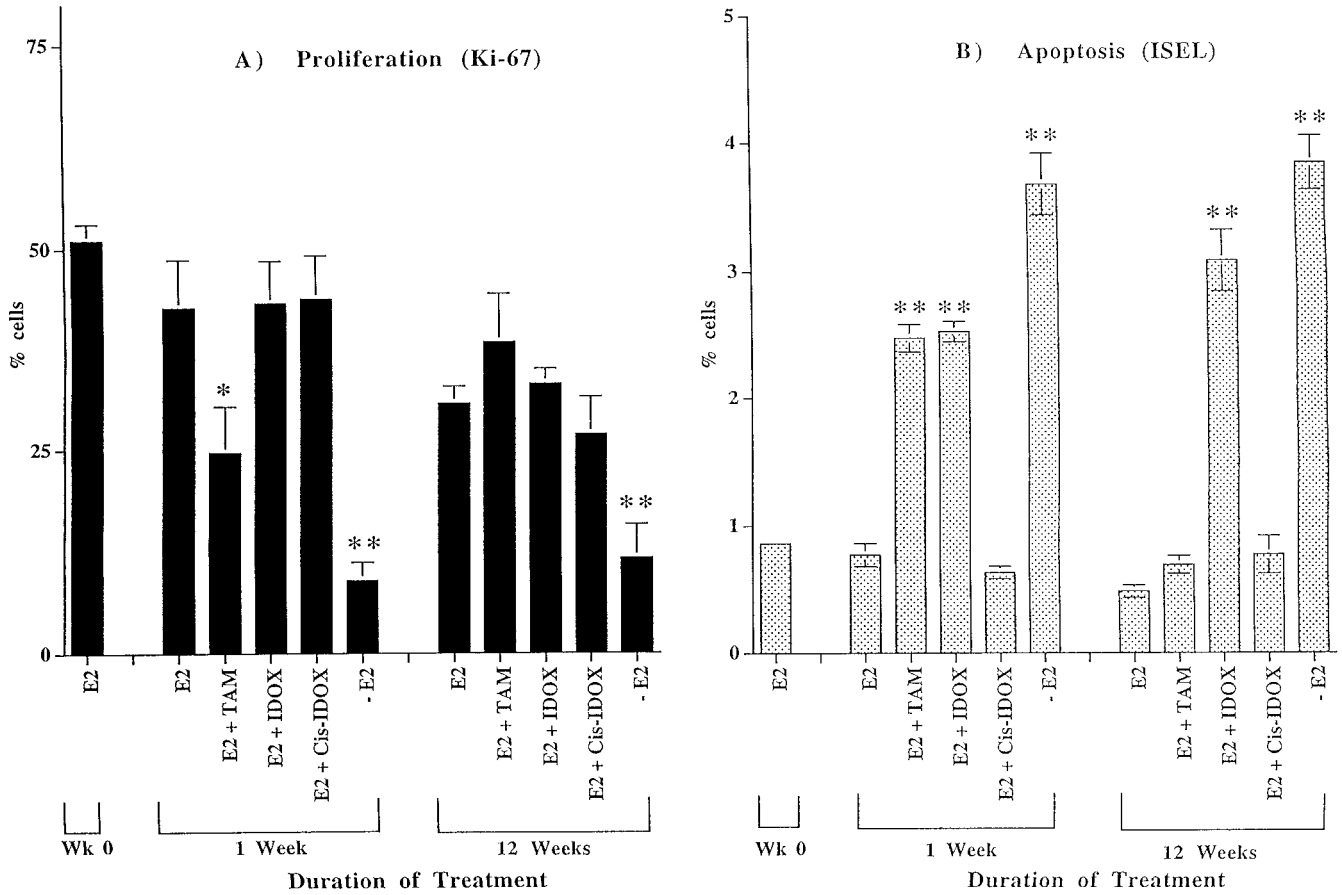 A) Proliferation (Ki-67)
75
50
25
0
% cells
*
**
**
E2
E2
E2 + TAM
E2 + IDOX
E2 + Cis-IDOX
- E2
E2
E2 + TAM
E2 + IDOX
E2 + Cis-IDOX
- E2
Wk 0
1 Week
12 Weeks
Duration of Treatment
B) Apoptosis (ISEL)
5
4
3
2
1
0
% cells
**
**
**
**
**
E2
E2
E2 + TAM
E2 + IDOX
E2 + Cis-IDOX
- E2
E2
E2 + TAM
E2 + IDOX
E2 + Cis-IDOX
- E2
Wk 0
1 Week
12 Weeks
Duration of Treatment